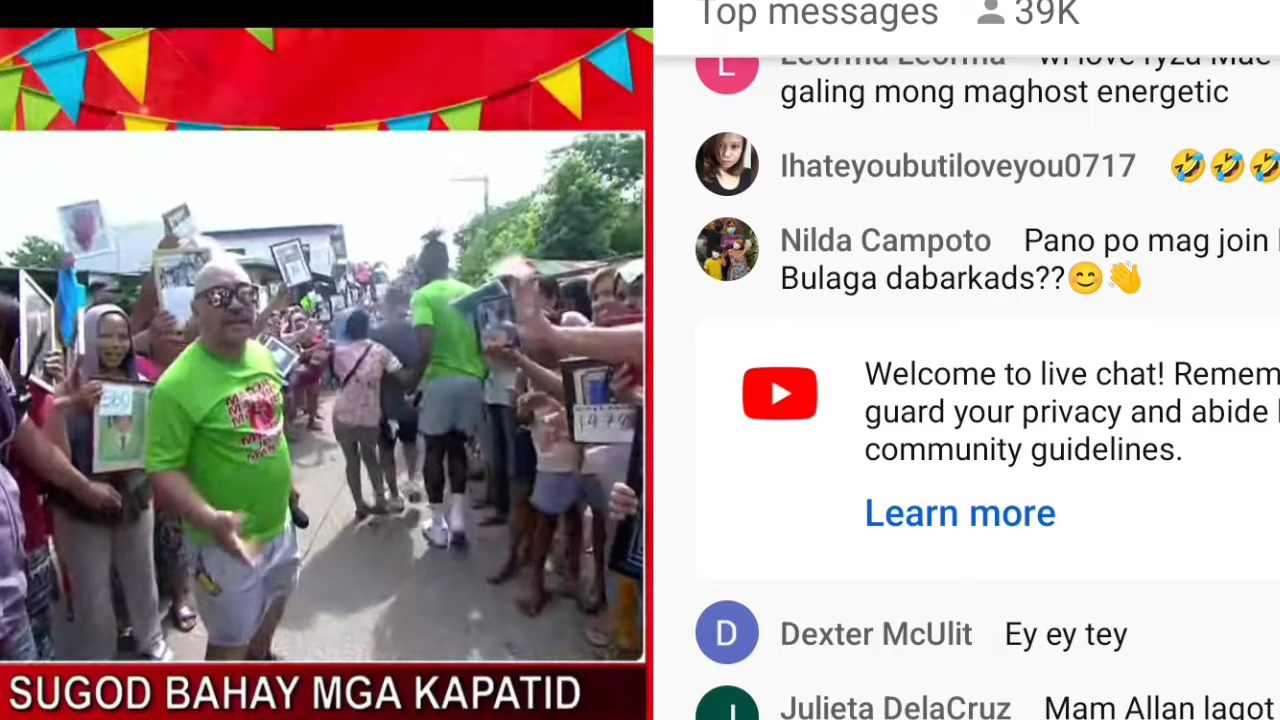 Top messages 39K
L
galing mong maghost energetic
Ihateyoubutiloveyou0717 🤣🤣🤣
Nilda Campoto Pano po mag join
Bulaga dabarkads??😊👋
Welcome to live chat! Remem
guard your privacy and abide
community guidelines.
Learn more
D Dexter McUlit Ey ey tey
Julieta DelaCruz Mam Allan lagot
380
1479
SUGOD BAHAY MGA KAPATID